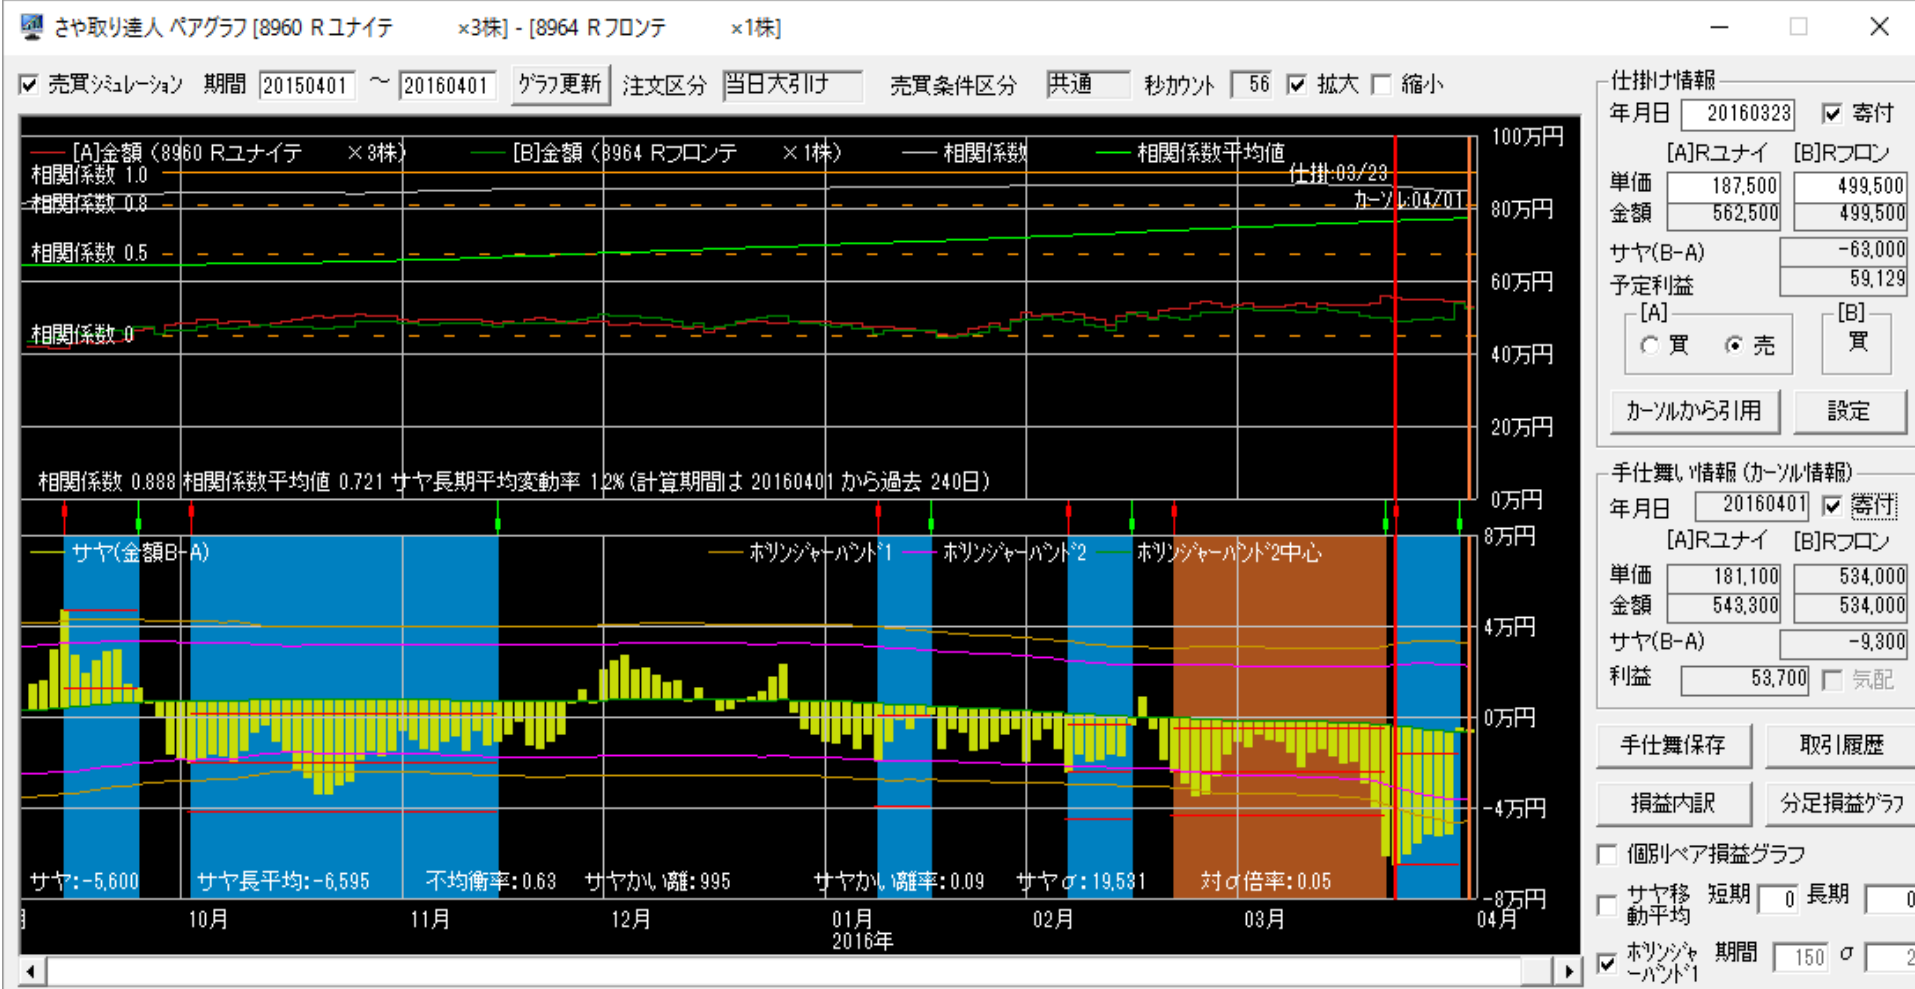 さや取り達人 ペアグラフ [8960 R ユナイテ ×3株] - [8964 R フロンテ ×1株]
売買シミュレーション 期間 20150401 ～ 20160401 グラフ更新 注文区分 当日大引け 売買条件区分 共通 秒カウント 56 拡大 縮小
[A]金額 (8960 Rユナイテ ×3株) [B]金額 (8964 Rフロンテ ×1株) 相関係数 相関係数平均値
100万円
相関係数 1.0
仕掛:03/23
相関係数 0.8
カーソル:04/01
80万円
相関係数 0.5
60万円
相関係数 0
40万円
20万円
相関係数 0.888 相関係数平均値 0.721 サヤ長期平均変動率 12% (計算期間は 20160401 から過去 240日)
0万円
サヤ(金額B-A) ボリンジャーバンド1 ボリンジャーバンド2 ボリンジャーバンド2中心
8万円
4万円
0万円
-4万円
サヤ:-5,600 サヤ長平均:-6,595 不均衡率:0.63 サヤかい離:995 サヤかい離率:0.09 サヤσ:19,531 対σ倍率:0.05
-8万円
10月 11月 12月 01月 02月 03月 04月
2016年
仕掛け情報
年月日 20160323 寄付
[A]Rユナイ [B]Rフロン
単価 187,500 499,500
金額 562,500 499,500
サヤ(B-A) -63,000
予定利益 59,129
[A] [B]
買 売 買
カーソルから引用 設定
手仕舞い情報 (カーソル情報)
年月日 20160401 寄付
[A]Rユナイ [B]Rフロン
単価 181,100 534,000
金額 543,300 534,000
サヤ(B-A) -9,300
利益 53,700 気配
手仕舞保存 取引履歴
損益内訳 分足損益グラフ
個別ペア損益グラフ
サヤ移動平均 短期 0 長期 0
ボリンジャーバンド1 期間 150 σ 2